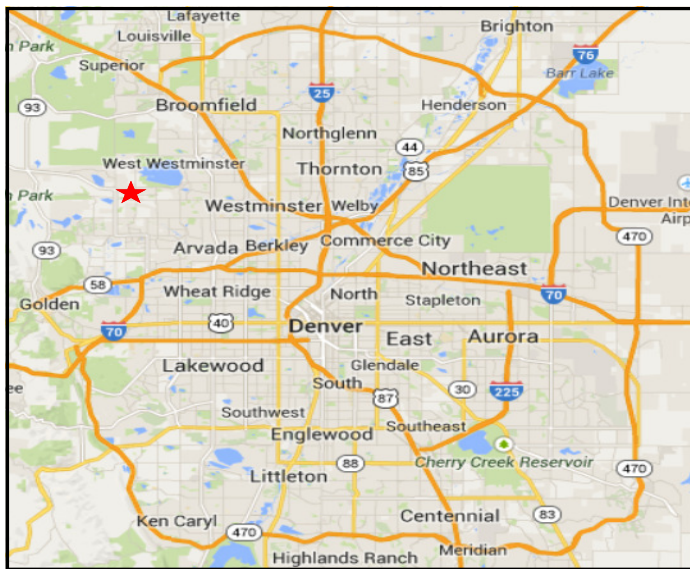 Lafayette
Louisville
Brighton
n Park
Superior
76
Barr Lake
25
93
Broomfield
Henderson
Northglenn
44
West Westminster
Thornton
85
n Park
Westminster
Welby
Denver Inte
Airp
470
93
Arvada
Berkley
Commerce City
58
Northeast
Golden
Wheat Ridge
North
Stapleton
70
70
40
Denver
East
Aurora
Lakewood
Glendale
ee
South
87
30
225
Southwest
Southeast
Englewood
88
Cherry Creek Reservoir
470
Littleton
Ken Caryl
470
Centennial
83
Highlands Ranch
Meridian